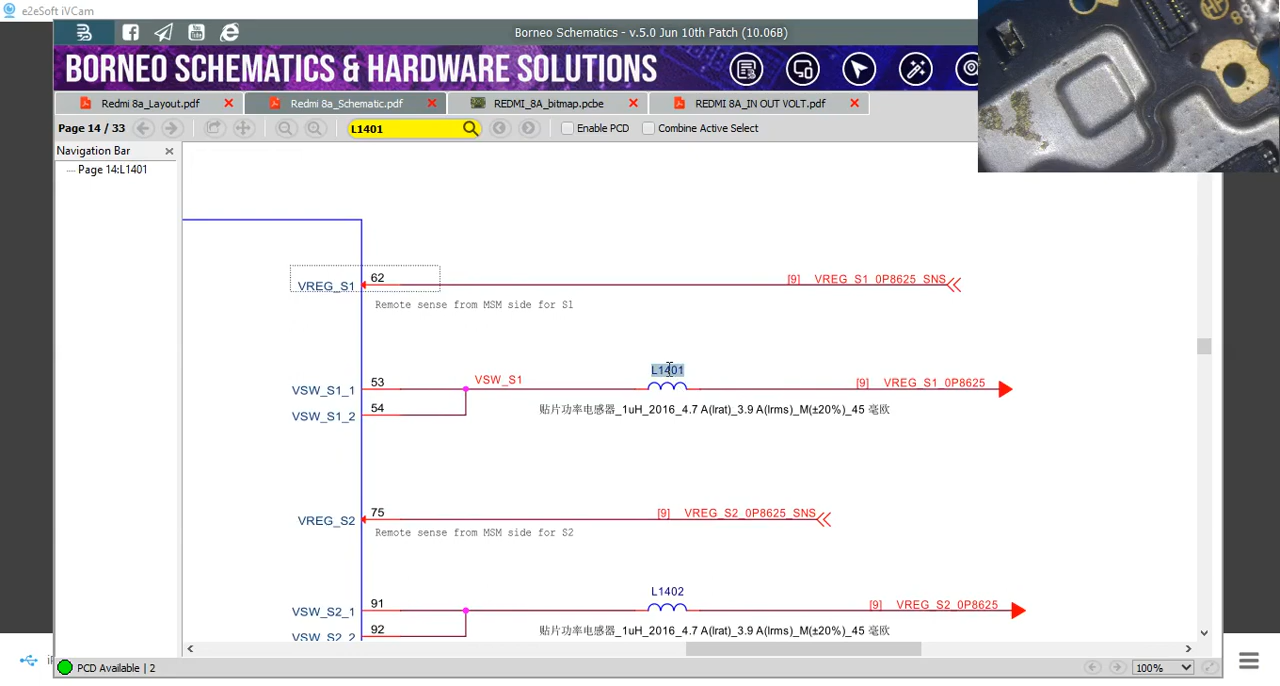 e2eSoft iVCam
Borneo Schematics - v.5.0 Jun 10th Patch (10.06B)
BORNEO SCHEMATICS & HARDWARE SOLUTIONS
Redmi 8a_Layout.pdf
Redmi 8a_Schematic.pdf
REDMI_8A_bitmap.pcbe
REDMI 8A_IN OUT VOLT.pdf
Page 14 / 33
L1401
Enable PCD
Combine Active Select
Navigation Bar
Page 14:L1401
62
[9] VREG_S1_0P8625_SNS
VREG_S1
Remote sense from MSM side for S1
L1401
53
VSW_S1
[9] VREG_S1_0P8625
VSW_S1_1
54
贴片功率电感器_1uH_2016_4.7 A(Irat)_3.9 A(Irms)_M(±20%)_45 毫欧
VSW_S1_2
75
[9] VREG_S2_0P8625_SNS
VREG_S2
Remote sense from MSM side for S2
L1402
91
[9] VREG_S2_0P8625
VSW_S2_1
92
贴片功率电感器_1uH_2016_4.7 A(Irat)_3.9 A(Irms)_M(±20%)_45 毫欧
VSW_S2_2
PCD Available | 2
100%